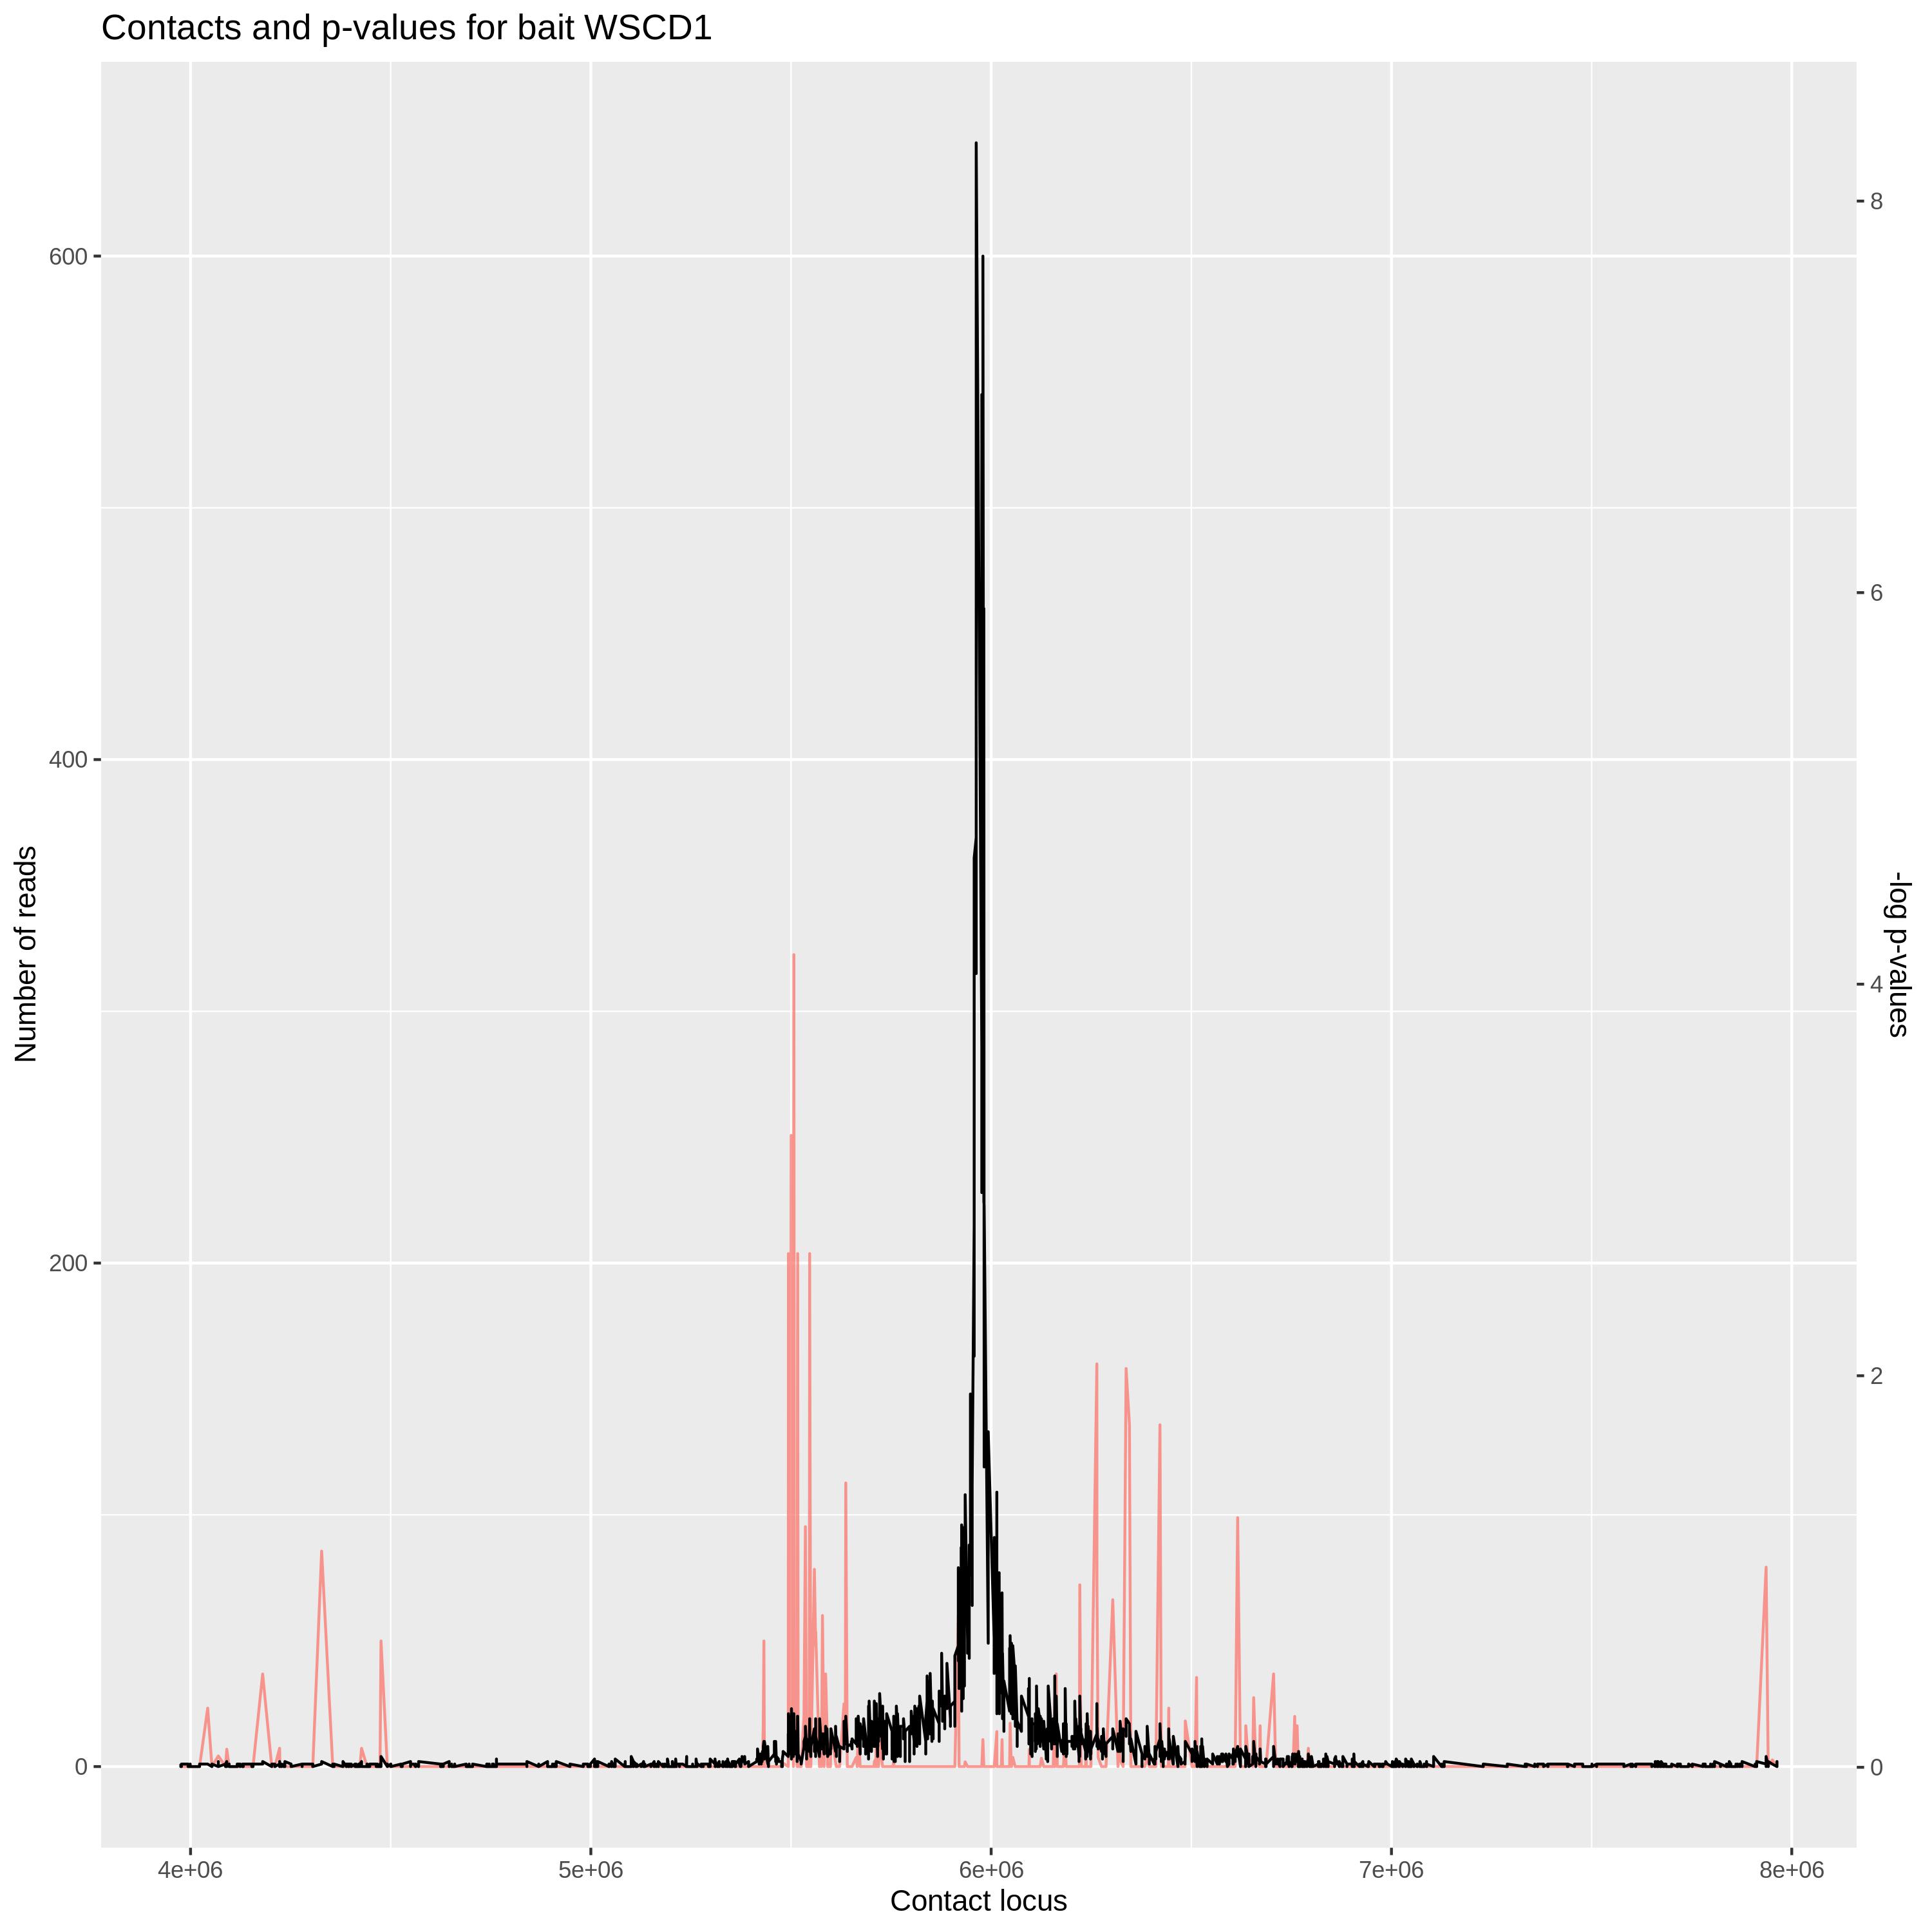 Contacts and p-values for bait WSCD1
600
400
200
0
Number of reads
8
6
4
2
0
-log p-values
4e+06
5e+06
6e+06
7e+06
8e+06
Contact locus